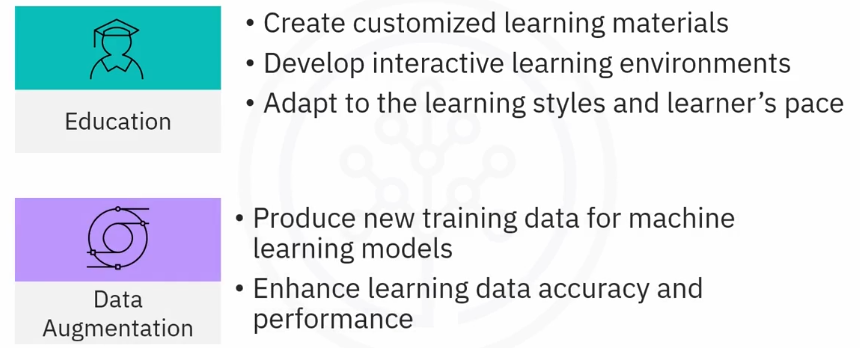 • Create customized learning materials
• Develop interactive learning environments
• Adapt to the learning styles and learner's pace
Education
• Produce new training data for machine
learning models
• Enhance learning data accuracy and
performance
Data
Augmentation